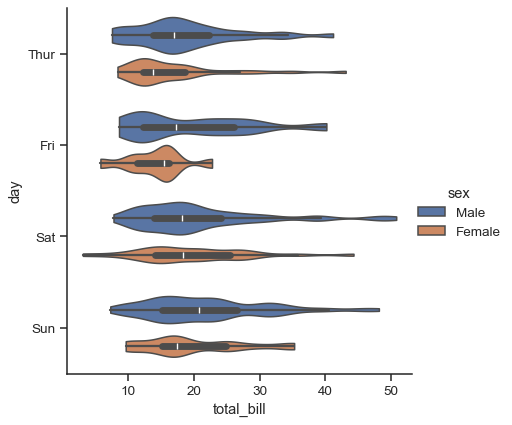 Thur
Fri
Sat
Sun
day
10 20 30 40 50
total_bill
sex
Male
Female